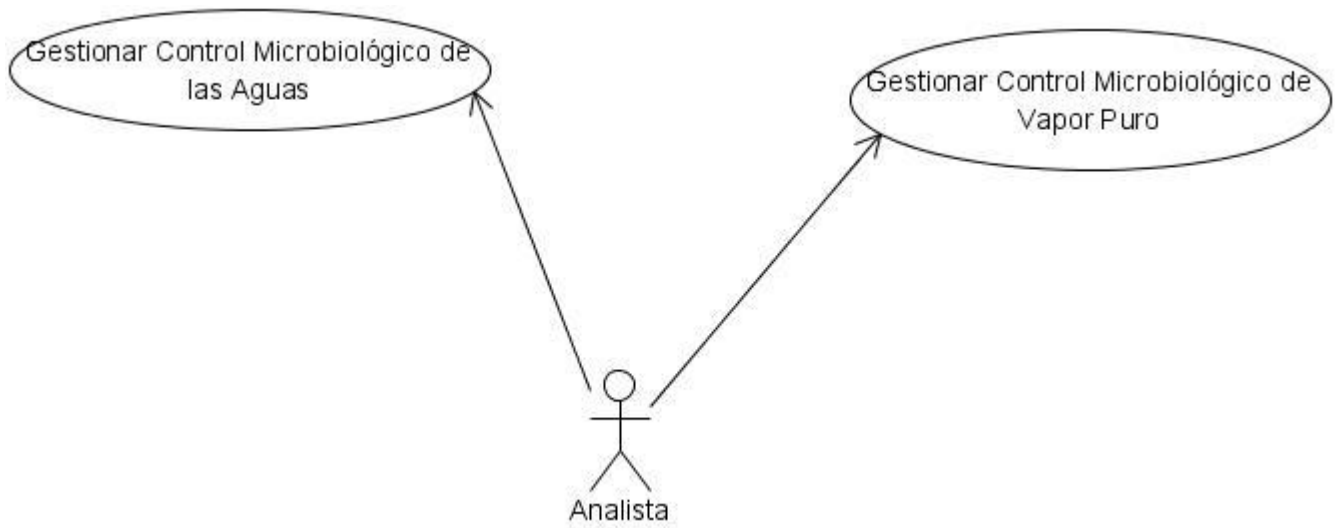 Gestionar Control Microbiológico de
las Aguas
Gestionar Control Microbiológico de
Vapor Puro
Analista